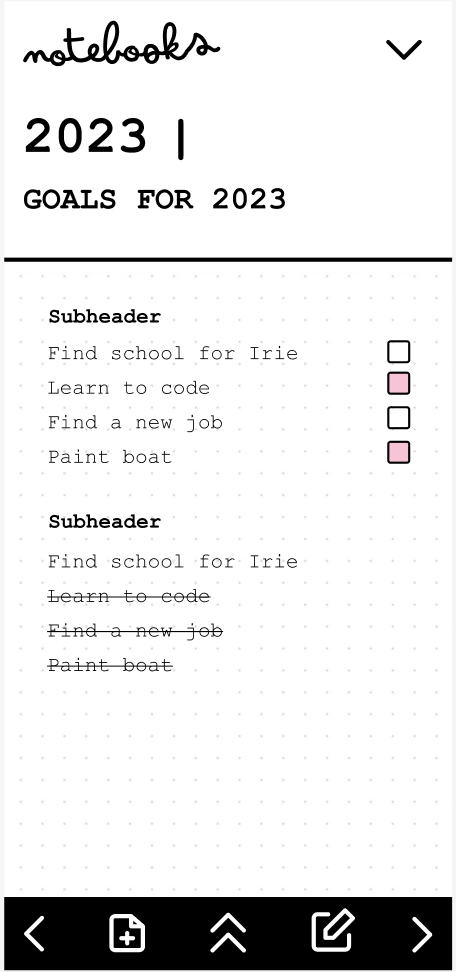 notebooks
2023 |
GOALS FOR 2023
Subheader
Find school for Irie
Learn to code
Find a new job
Paint boat
Subheader
Find school for Irie
Learn to code
Find a new job
Paint boat